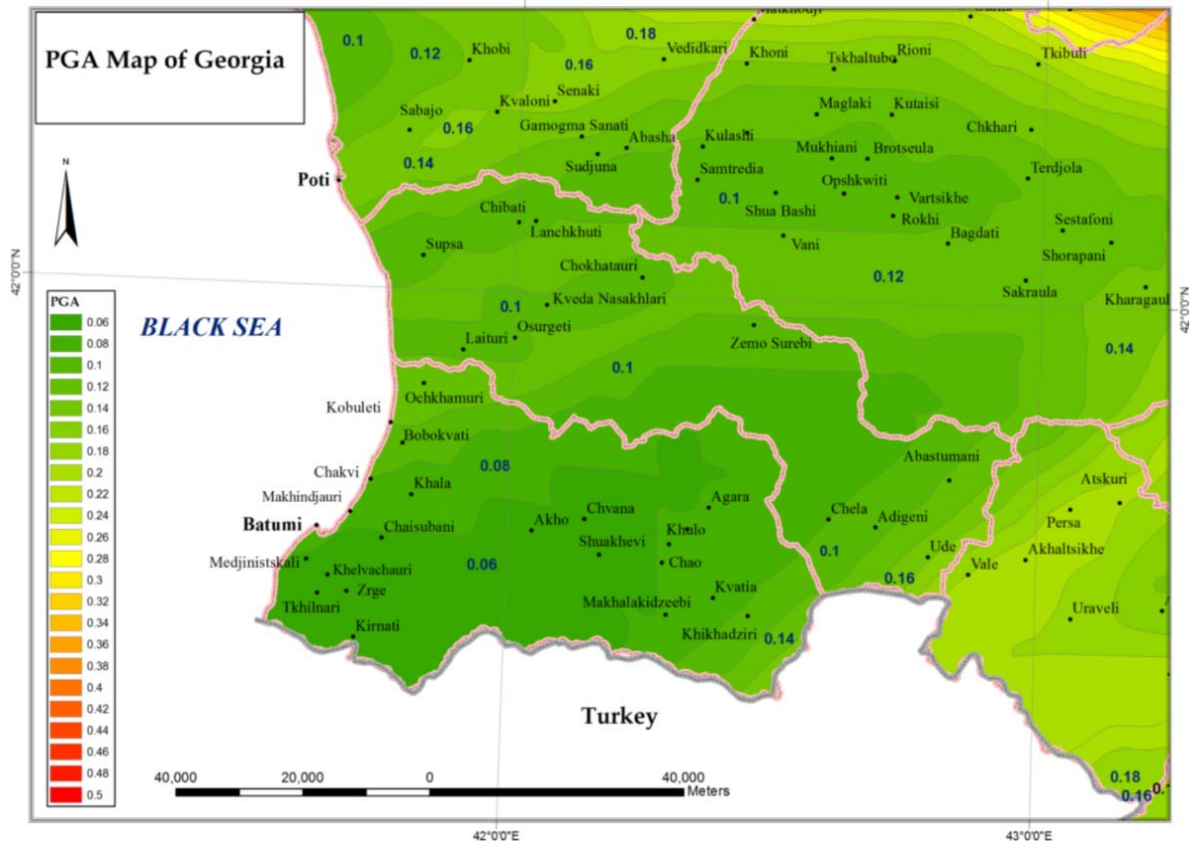 PGA Map of Georgia
N
0.1
0.12
Khobi
0.18
Vedidkari
Khoni
Tskhaltubo
Rioni
Tkibuli
0.16
Senaki
Kvaloni
Sabajo
0.16
Gamogma Sanati
Abasha
Kulashi
Maglaki
Kutaisi
Chkhari
0.14
Sudjuna
Samtredia
Mukhiani
Brotseula
Terdjola
Poti
0.1
Opshkwiti
Vartsikhe
Chibati
Lanchkhuti
Shua Bashi
Rokhi
Sestafoni
Supsa
Vani
Bagdati
Shorapani
42°0'0"N
Chokhatauri
0.12
Sakraula
Kharagaul
42°0'0"N
BLACK SEA
0.1
Kveda Nasakhlari
Osurgeti
Laituri
Zemo Surebi
0.14
0.1
Ochkhamuri
Kobuleti
Bobokvati
0.08
Abastumani
Chakvi
Khala
Agara
Atskuri
Makhindjauri
Batumi
Chaisubani
Akho
Chvana
Khulo
Chela
Adigeni
Persa
Shuakhevi
0.1
Ude
Akhaltsikhe
Medjinistskali
0.06
Chao
0.16
Vale
Khelvachauri
Zrge
Kvatia
Tkhilnari
Makhalakidzeebi
Uraveli
Kirnati
Khikhadziri
0.14
Turkey
0.18
0.16
0.
PGA
0.06
0.08
0.1
0.12
0.14
0.16
0.18
0.2
0.22
0.24
0.26
0.28
0.3
0.32
0.34
0.36
0.38
0.4
0.42
0.44
0.46
0.48
0.5
40,000 20,000 0 40,000
Meters
42°0'0"E
43°0'0"E